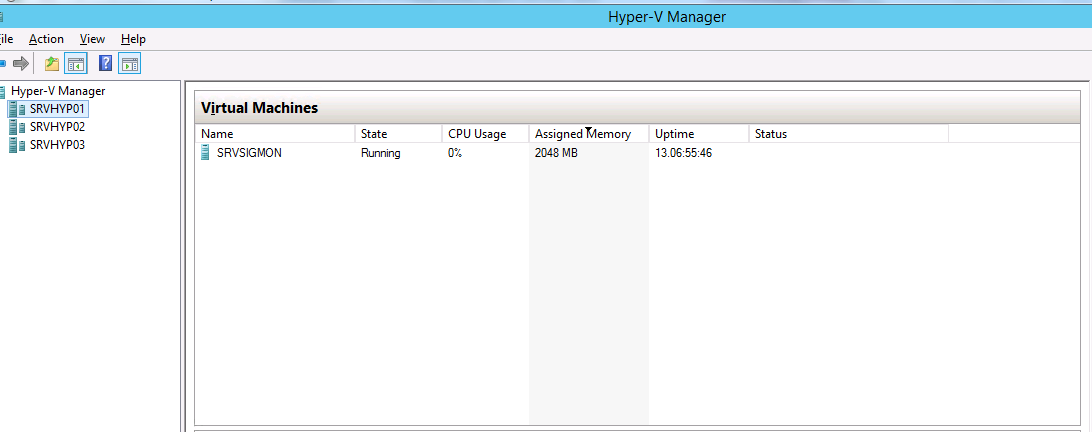 Hyper-V Manager
ile Action View Help
Hyper-V Manager
SRVHYP01
SRVHYP02
SRVHYP03
Virtual Machines
Name State CPU Usage Assigned Memory Uptime Status
SRVSIGMON Running 0% 2048 MB 13.06:55:46